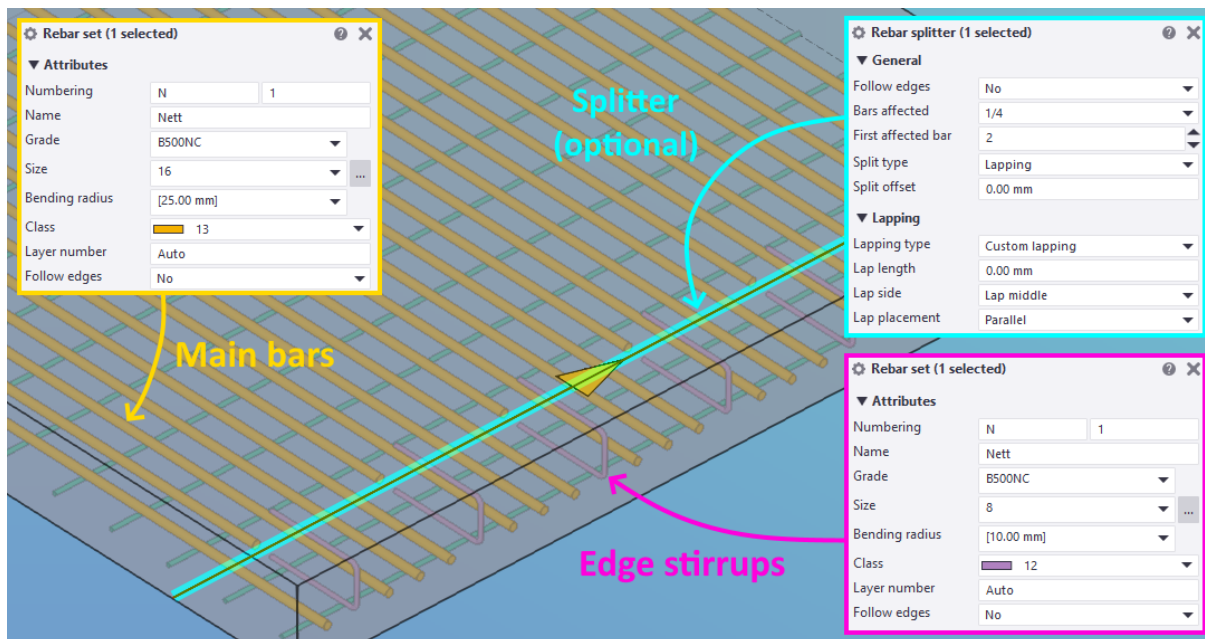 Rebar set (1 selected)
Attributes
Numbering N 1
Name Nett
Grade B500NC
Size 16 ...
Bending radius [25.00 mm]
Class 13
Layer number Auto
Follow edges No
Main bars
Splitter
(optional)
Rebar splitter (1 selected)
General
Follow edges No
Bars affected 1/4
First affected bar 2
Split type Lapping
Split offset 0.00 mm
Lapping
Lapping type Custom lapping
Lap length 0.00 mm
Lap side Lap middle
Lap placement Parallel
Edge stirrups
Rebar set (1 selected)
Attributes
Numbering N 1
Name Nett
Grade B500NC
Size 8 ...
Bending radius [10.00 mm]
Class 12
Layer number Auto
Follow edges No